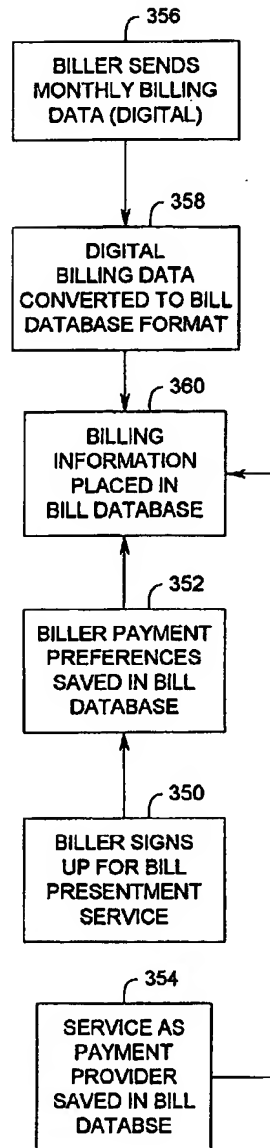 356
BILLER SENDS
MONTHLY BILLING
DATA (DIGITAL)
358
DIGITAL
BILLING DATA
CONVERTED TO BILL
DATABASE FORMAT
360
BILLING
INFORMATION
PLACED IN
BILL DATABASE
352
BILLER PAYMENT
PREFERENCES
SAVED IN BILL
DATABASE
350
BILLER SIGNS
UP FOR BILL
PRESENTMENT
SERVICE
354
SERVICE AS
PAYMENT
PROVIDER
SAVED IN BILL
DATABSE